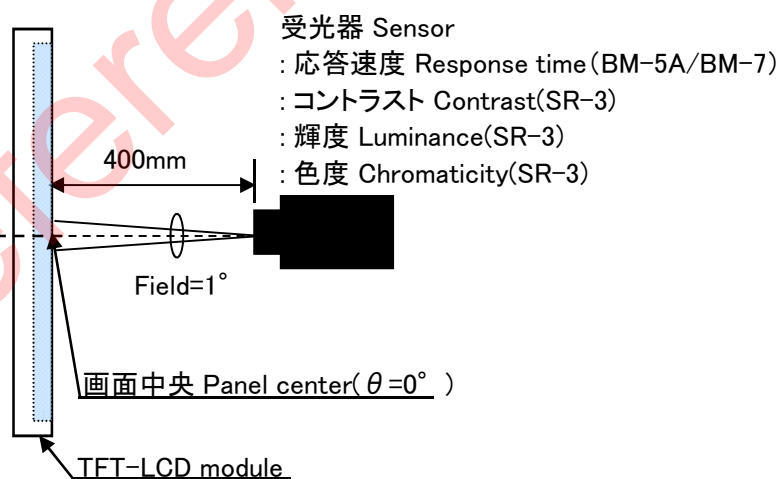 受光器 Sensor
: 応答速度 Response time(BM-5A/BM-7)
: コントラスト Contrast(SR-3)
: 輝度 Luminance(SR-3)
: 色度 Chromaticity(SR-3)
400mm
Field=1°
画面中央 Panel center(θ=0° )
TFT-LCD module